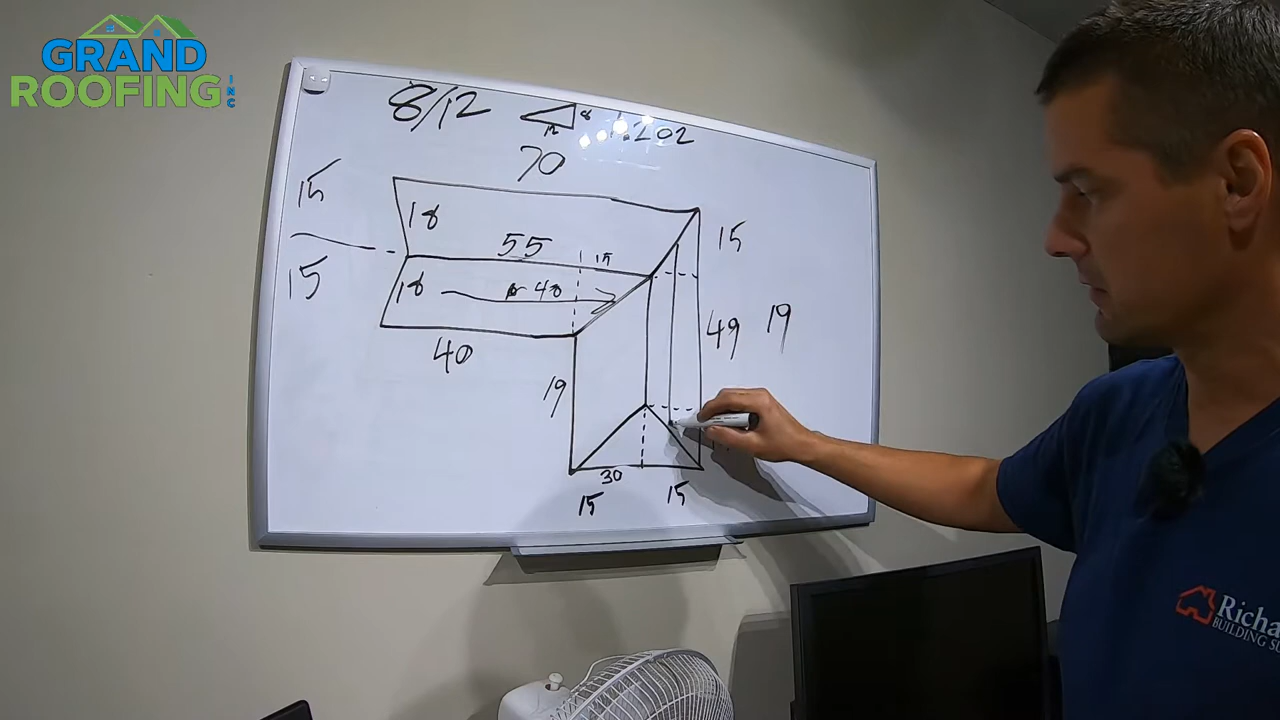 GRAND
ROOFING INC
8/12 12 8 1.202
70
15
18
55 15 15
15 18 40
49 19
40
19
30
15 15
Richa
BUILDING SU